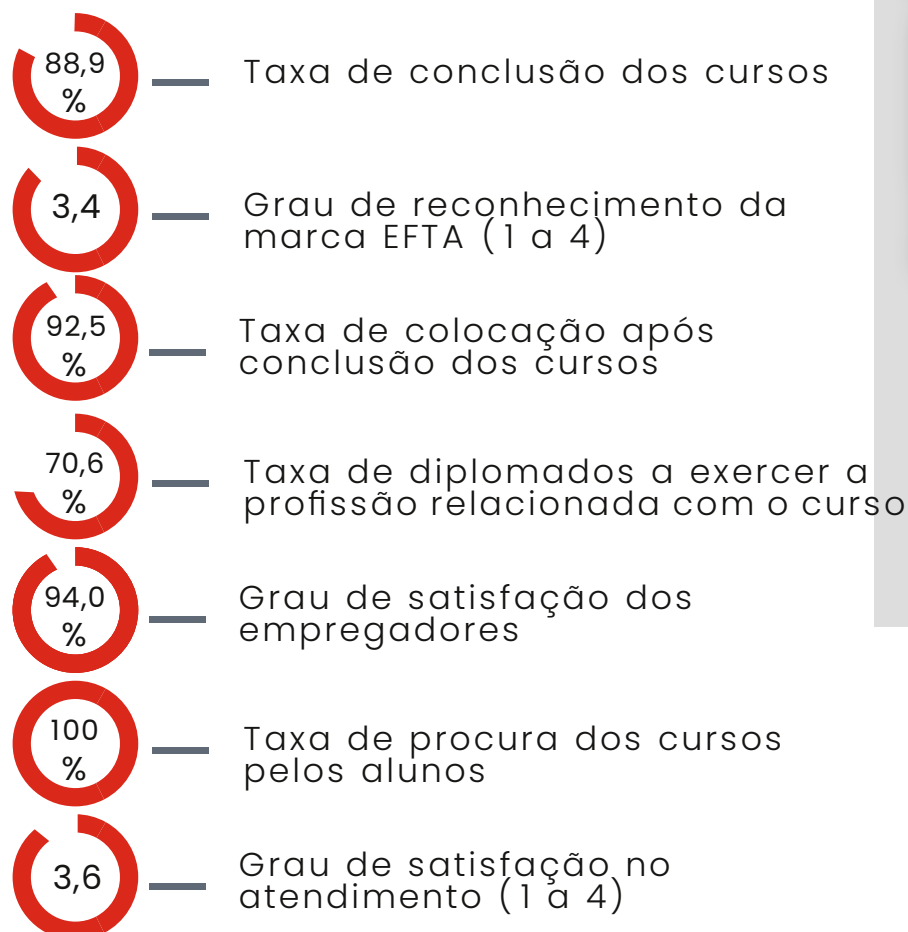 88,9
%
Taxa de conclusão dos cursos
3,4
Grau de reconhecimento da
marca EFTA (1 a 4)
92,5
%
Taxa de colocação após
conclusão dos cursos
70,6
%
Taxa de diplomados a exercer a
profissão relacionada com o curso
94,0
%
Grau de satisfação dos
empregadores
100
%
Taxa de procura dos cursos
pelos alunos
3,6
Grau de satisfação no
atendimento (1 a 4)